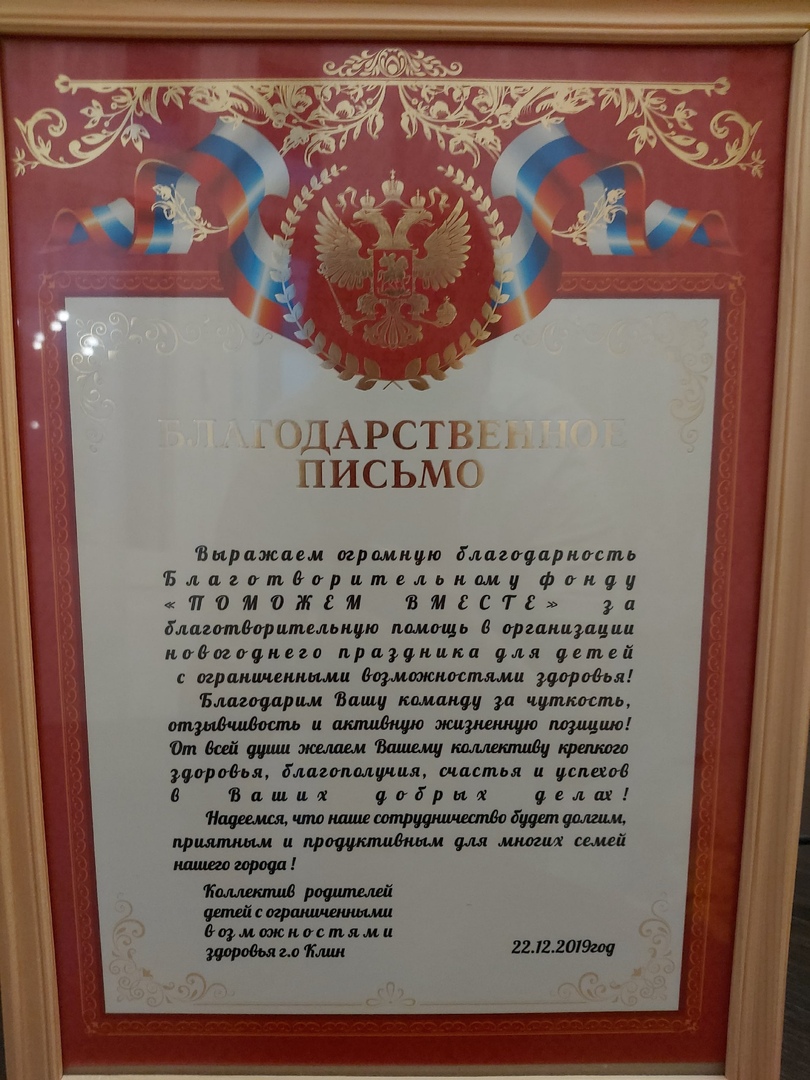 БЛАГОДАРСТВЕННОЕ
ПИСЬМО
Выражаем огромную благодарность
Благотворительному фонду
«ПОМОЖЕМ ВМЕСТЕ» за
благотворительную помощь в организации
новогоднего праздника для детей
с ограниченными возможностями здоровья!
Благодарим Вашу команду за чуткость,
отзывчивость и активную жизненную позицию!
От всей души желаем Вашему коллективу крепкого
здоровья, благополучия, счастья и успехов
в Ваших добрых делах!
Надеемся, что наше сотрудничество будет долгим,
приятным и продуктивным для многих семей
нашего города!
Коллектив родителей
детей с ограниченными
возможностями
здоровья г.о Клин
22.12.2019год